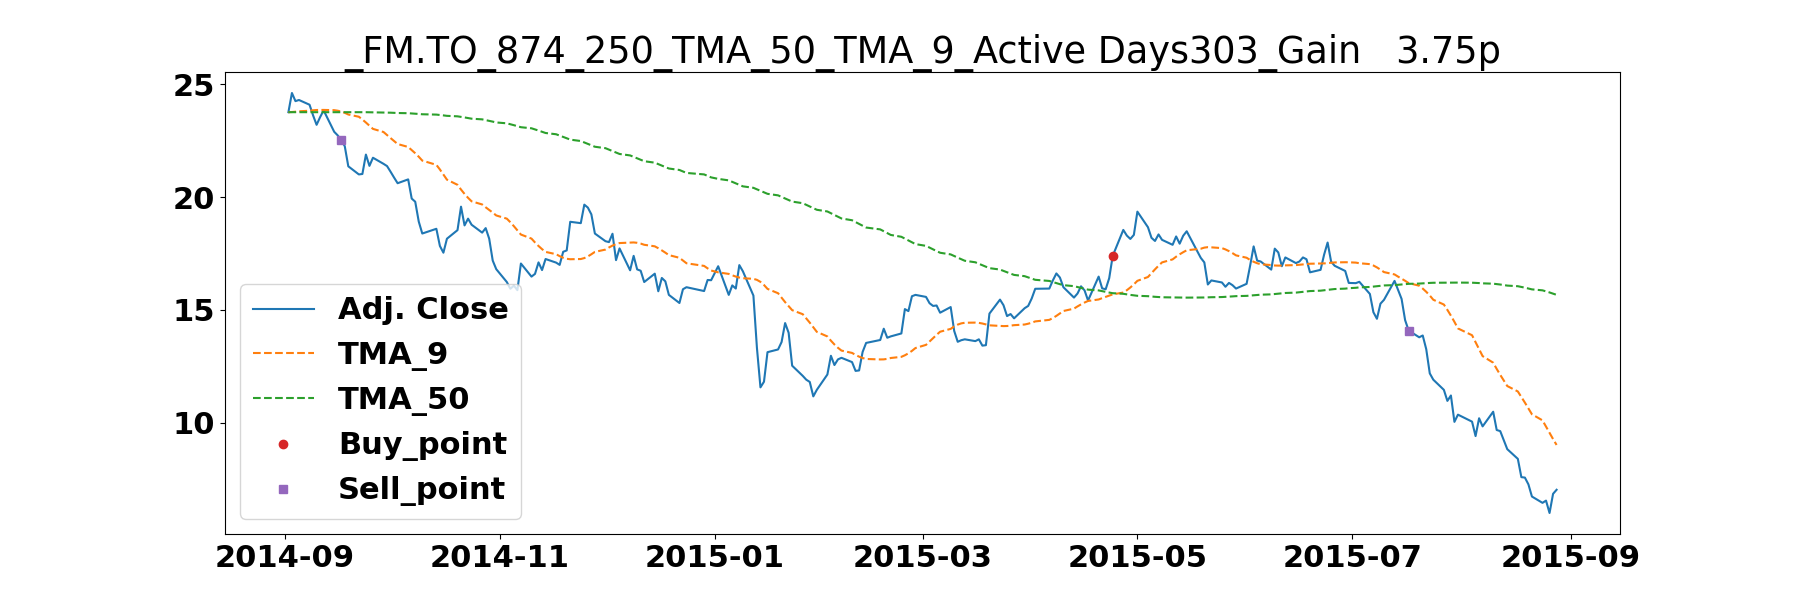 _FM.TO_874_250_TMA_50_TMA_9_Active Days303_Gain   3.75p
25
20
15
10
Adj. Close
TMA_9
TMA_50
Buy_point
Sell_point
2014-09 2014-11 2015-01 2015-03 2015-05 2015-07 2015-09